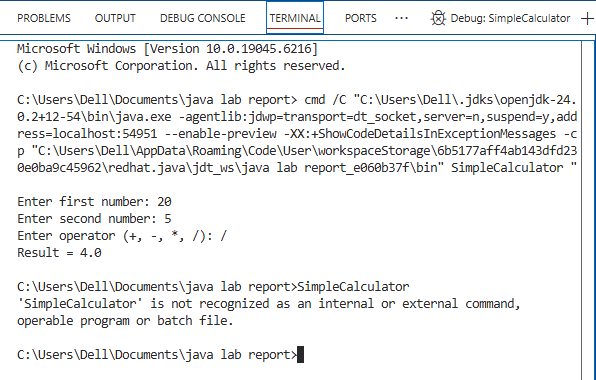 PROBLEMS OUTPUT DEBUG CONSOLE TERMINAL PORTS ··· Debug: SimpleCalculator +
Microsoft Windows [Version 10.0.19045.6216]
(c) Microsoft Corporation. All rights reserved.
C:\Users\Dell\Documents\java lab report> cmd /C "C:\Users\Dell\.jdks\openjdk-24.
0.2+12-54\bin\java.exe -agentlib:jdwp=transport=dt_socket,server=n,suspend=y,add
ress=localhost:54951 --enable-preview -XX:+ShowCodeDetailsInExceptionMessages -c
p "C:\Users\Dell\AppData\Roaming\Code\User\workspaceStorage\6b5177aff4ab143dfd23
0e0ba9c45962\redhat.java\jdt_ws\java lab report_e060b37f\bin" SimpleCalculator "
Enter first number: 20
Enter second number: 5
Enter operator (+, -, *, /): /
Result = 4.0
C:\Users\Dell\Documents\java lab report>SimpleCalculator
'SimpleCalculator' is not recognized as an internal or external command,
operable program or batch file.
C:\Users\Dell\Documents\java lab report>